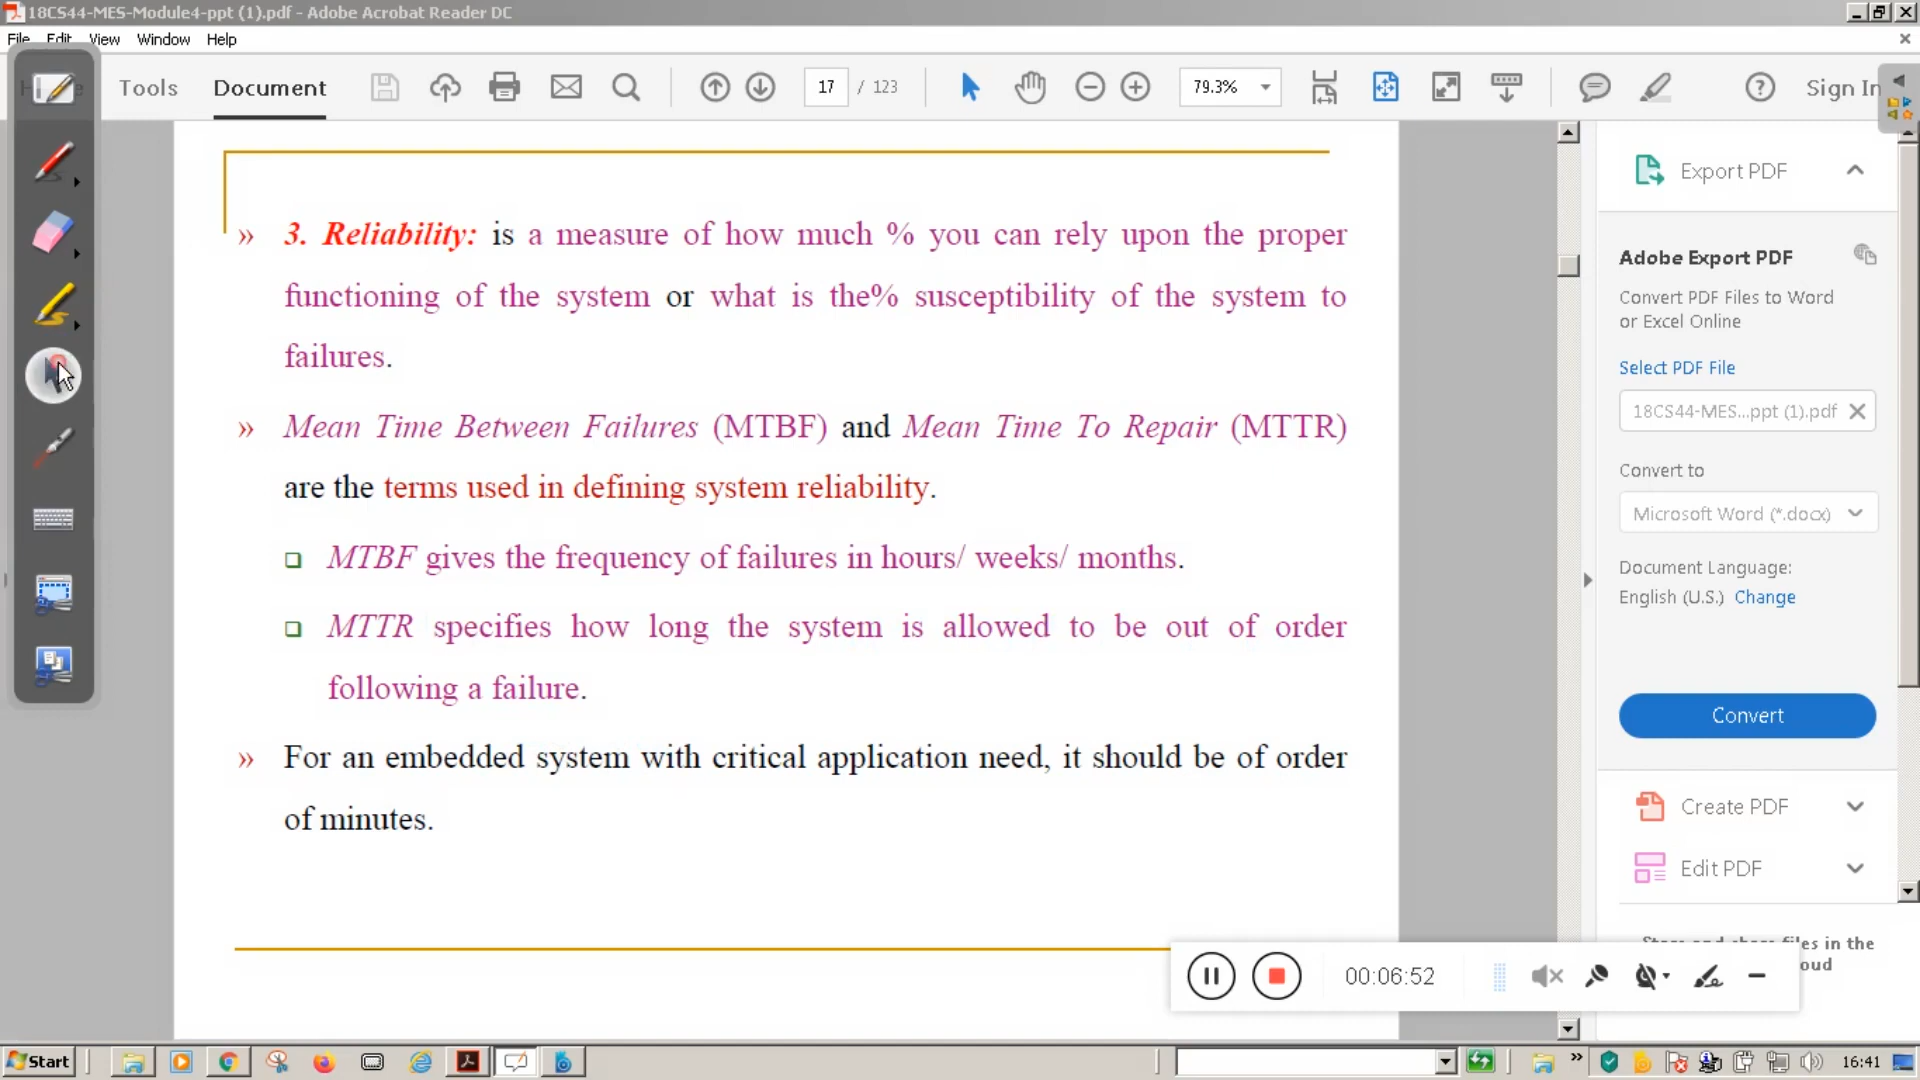 18CS44-MES-Module4-ppt (1).pdf - Adobe Acrobat Reader DC
File Edit View Window Help
Tools Document 17 / 123 79.3% Sign In
» 3. Reliability: is a measure of how much % you can rely upon the proper
functioning of the system or what is the% susceptibility of the system to
failures.
» Mean Time Between Failures (MTBF) and Mean Time To Repair (MTTR)
are the terms used in defining system reliability.
MTBF gives the frequency of failures in hours/ weeks/ months.
MTTR specifies how long the system is allowed to be out of order
following a failure.
» For an embedded system with critical application need, it should be of order
of minutes.
Export PDF
Adobe Export PDF
Convert PDF Files to Word
or Excel Online
Select PDF File
18CS44-MES...ppt (1).pdf
Convert to
Microsoft Word (*.docx)
Document Language:
English (U.S.) Change
Convert
Create PDF
Edit PDF
files in the
00:06:52
Start
16:41